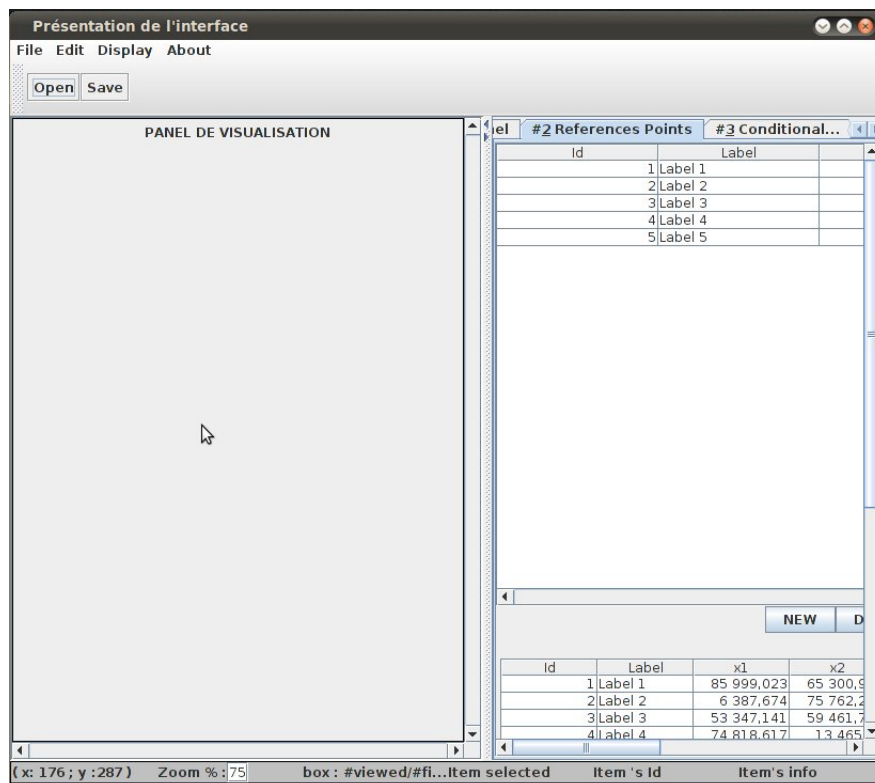 Présentation de l'interface
File Edit Display About
Open Save
PANEL DE VISUALISATION
#2 References Points #3 Conditional...
Id Label
1 Label 1
2 Label 2
3 Label 3
4 Label 4
5 Label 5
NEW D
Id Label x1 x2
1 Label 1 85 999,023 65 300,9
2 Label 2 6 387,674 75 762,2
3 Label 3 53 347,141 59 461,7
4 Label 4 74 818,617 13 465
(x: 176 ; y :287) Zoom % : 75 box : #viewed/#fi...Item selected Item 's Id Item's info